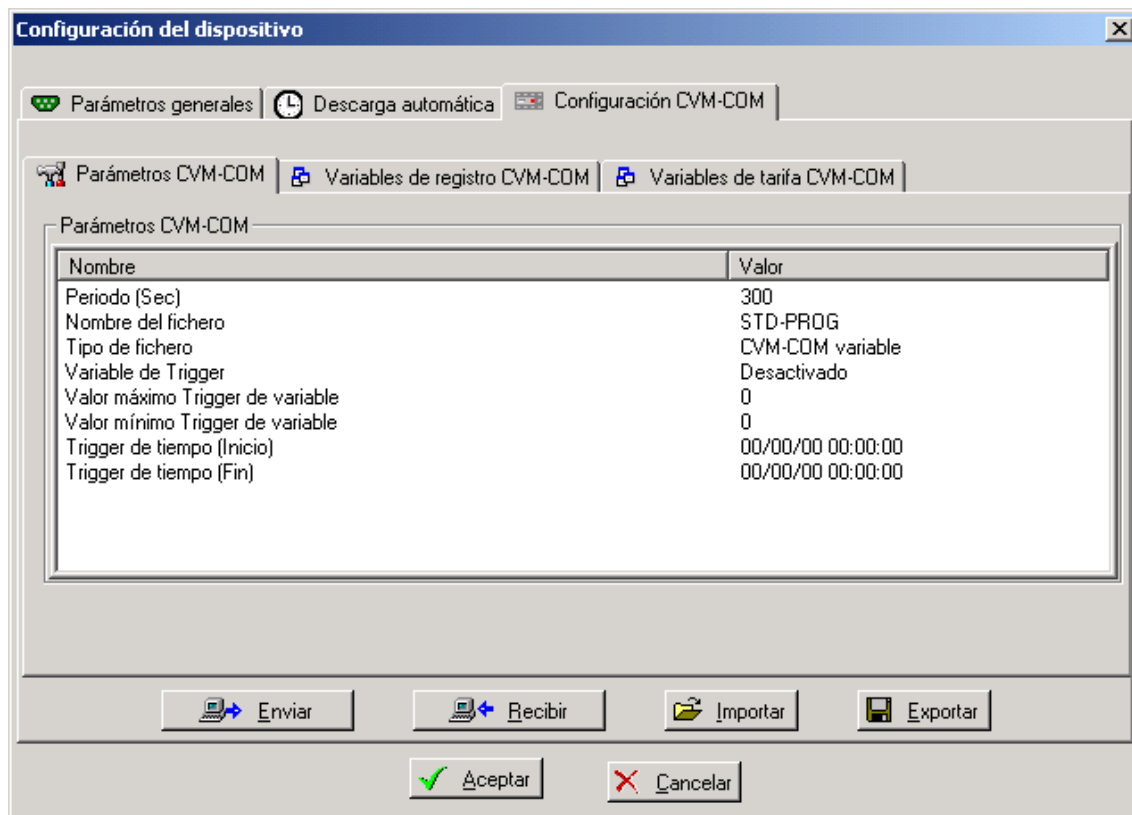 Configuración del dispositivo
Parámetros generales Descarga automática Configuración CVM-COM
Parámetros CVM-COM Variables de registro CVM-COM Variables de tarifa CVM-COM
Parámetros CVM-COM
Nombre Valor
Periodo (Sec) 300
Nombre del fichero STD-PROG
Tipo de fichero CVM-COM variable
Variable de Trigger Desactivado
Valor máximo Trigger de variable 0
Valor mínimo Trigger de variable 0
Trigger de tiempo (Inicio) 00/00/00 00:00:00
Trigger de tiempo (Fin) 00/00/00 00:00:00
Enviar Recibir Importar Exportar
Aceptar Cancelar